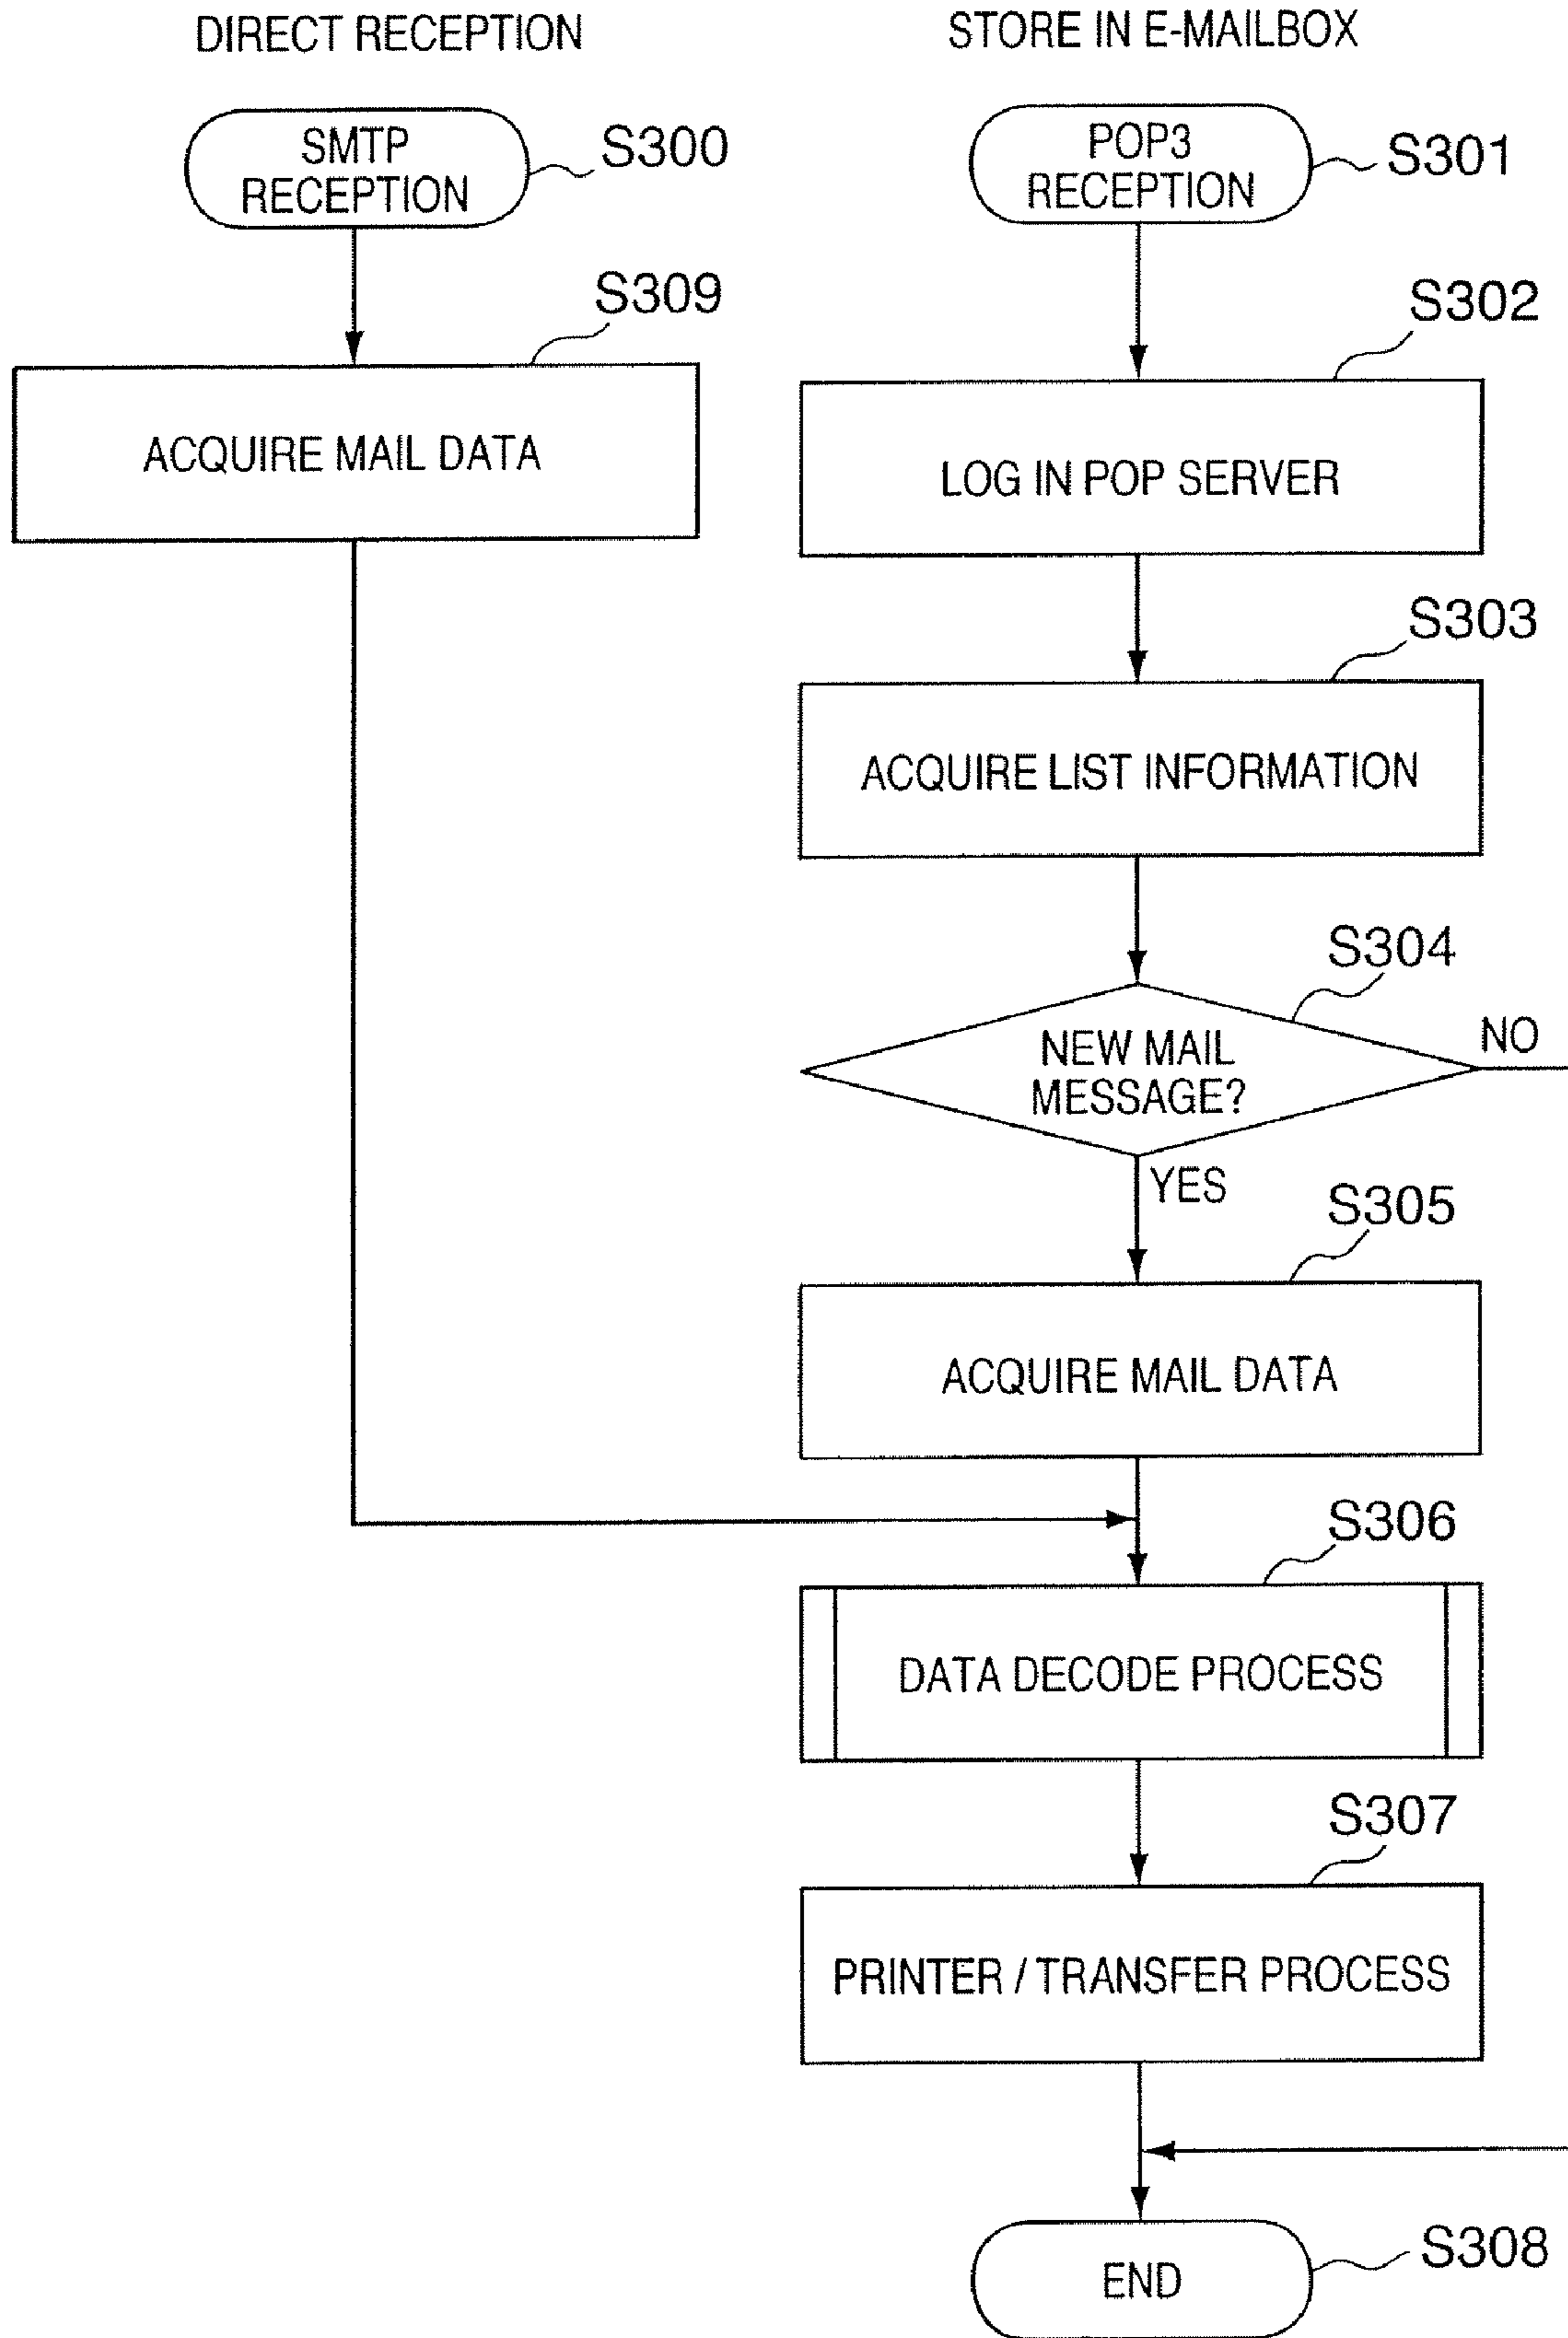 DIRECT RECEPTION
STORE IN E-MAILBOX
SMTP
RECEPTION
S300
POP3
RECEPTION
S301
S309
ACQUIRE MAIL DATA
S302
LOG IN POP SERVER
S303
ACQUIRE LIST INFORMATION
S304
NEW MAIL
MESSAGE?
NO
YES
S305
ACQUIRE MAIL DATA
S306
DATA DECODE PROCESS
S307
PRINTER / TRANSFER PROCESS
END
S308